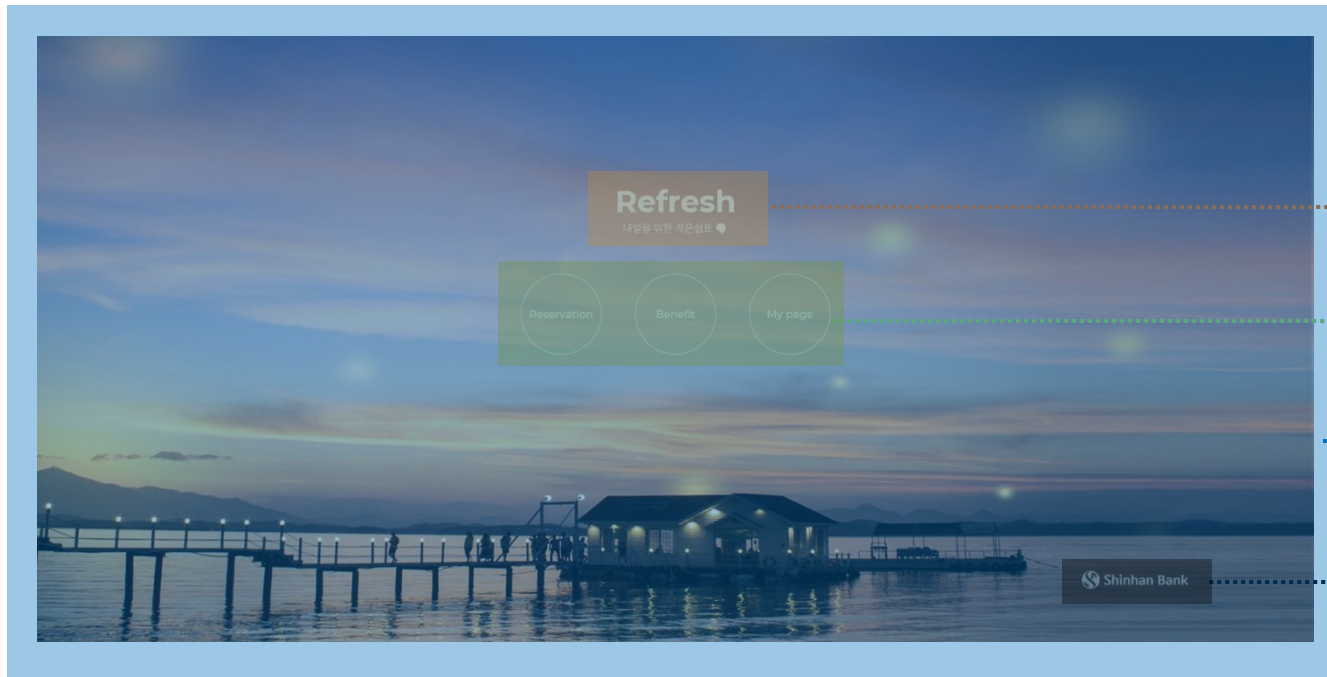 Refresh
내일을 위한 작은쉼표
Reservation
Benefit
My page
Shinhan Bank